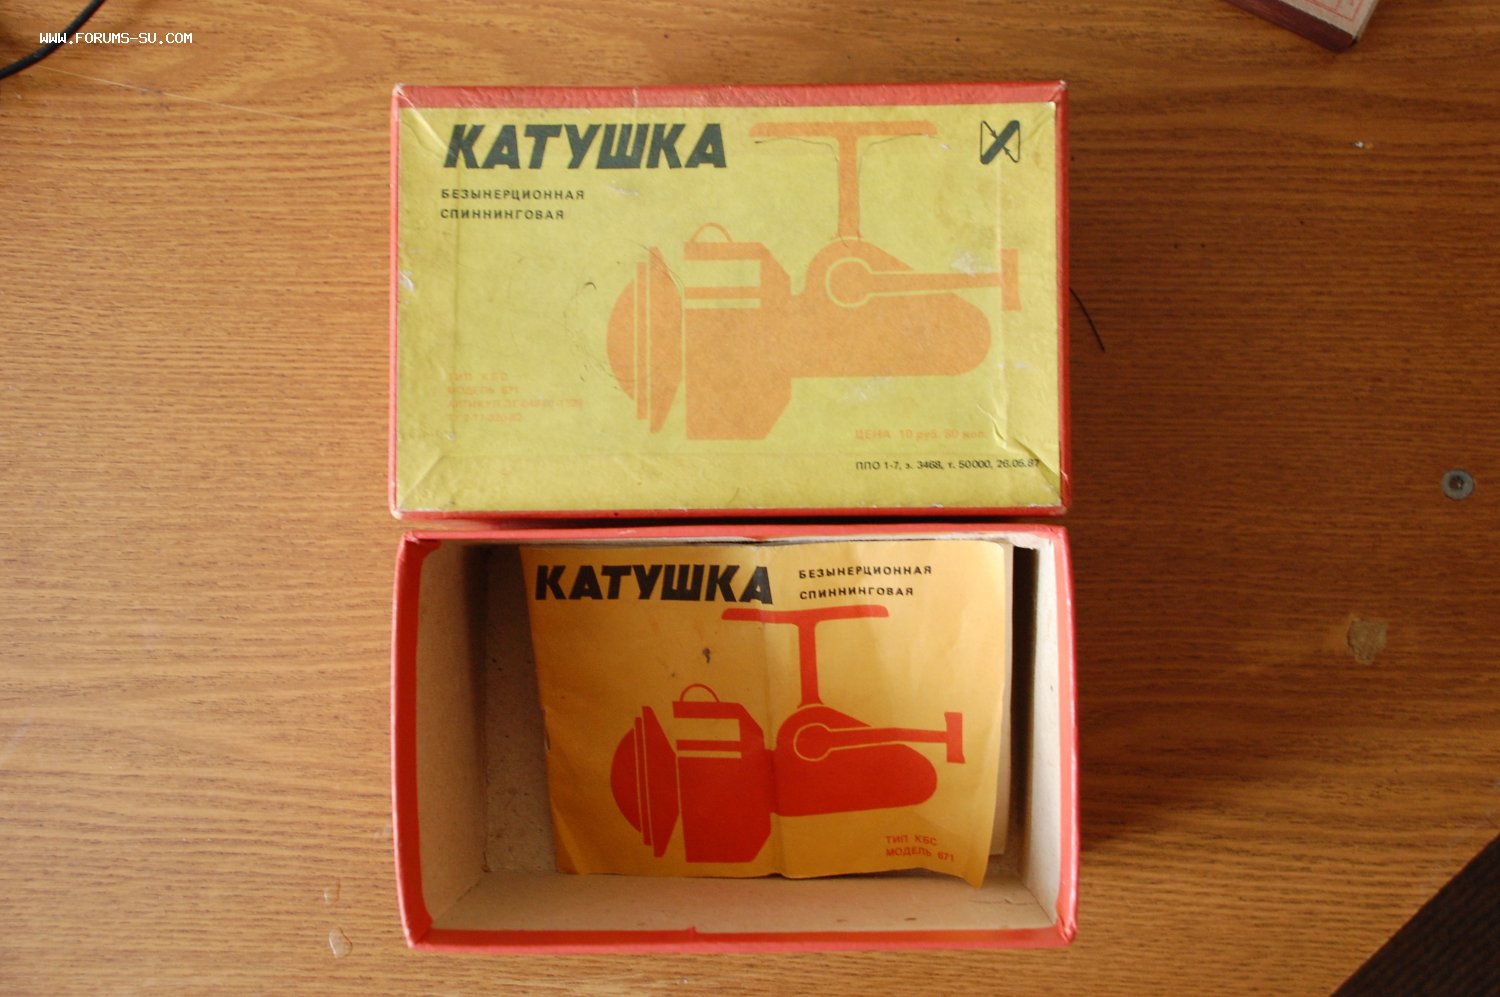 WWW.FORUMS-SU.COM
КАТУШКА
БЕЗЫНЕРЦИОННАЯ
СПИННИНГОВАЯ
ТИП КБС
МОДЕЛЬ 671
ЦЕНА 10 руб. 80 коп.
ППО 1-7, з. 3468, т. 50000, 26.05.87
КАТУШКА
БЕЗЫНЕРЦИОННАЯ
СПИННИНГОВАЯ
ТИП КБС
МОДЕЛЬ 671